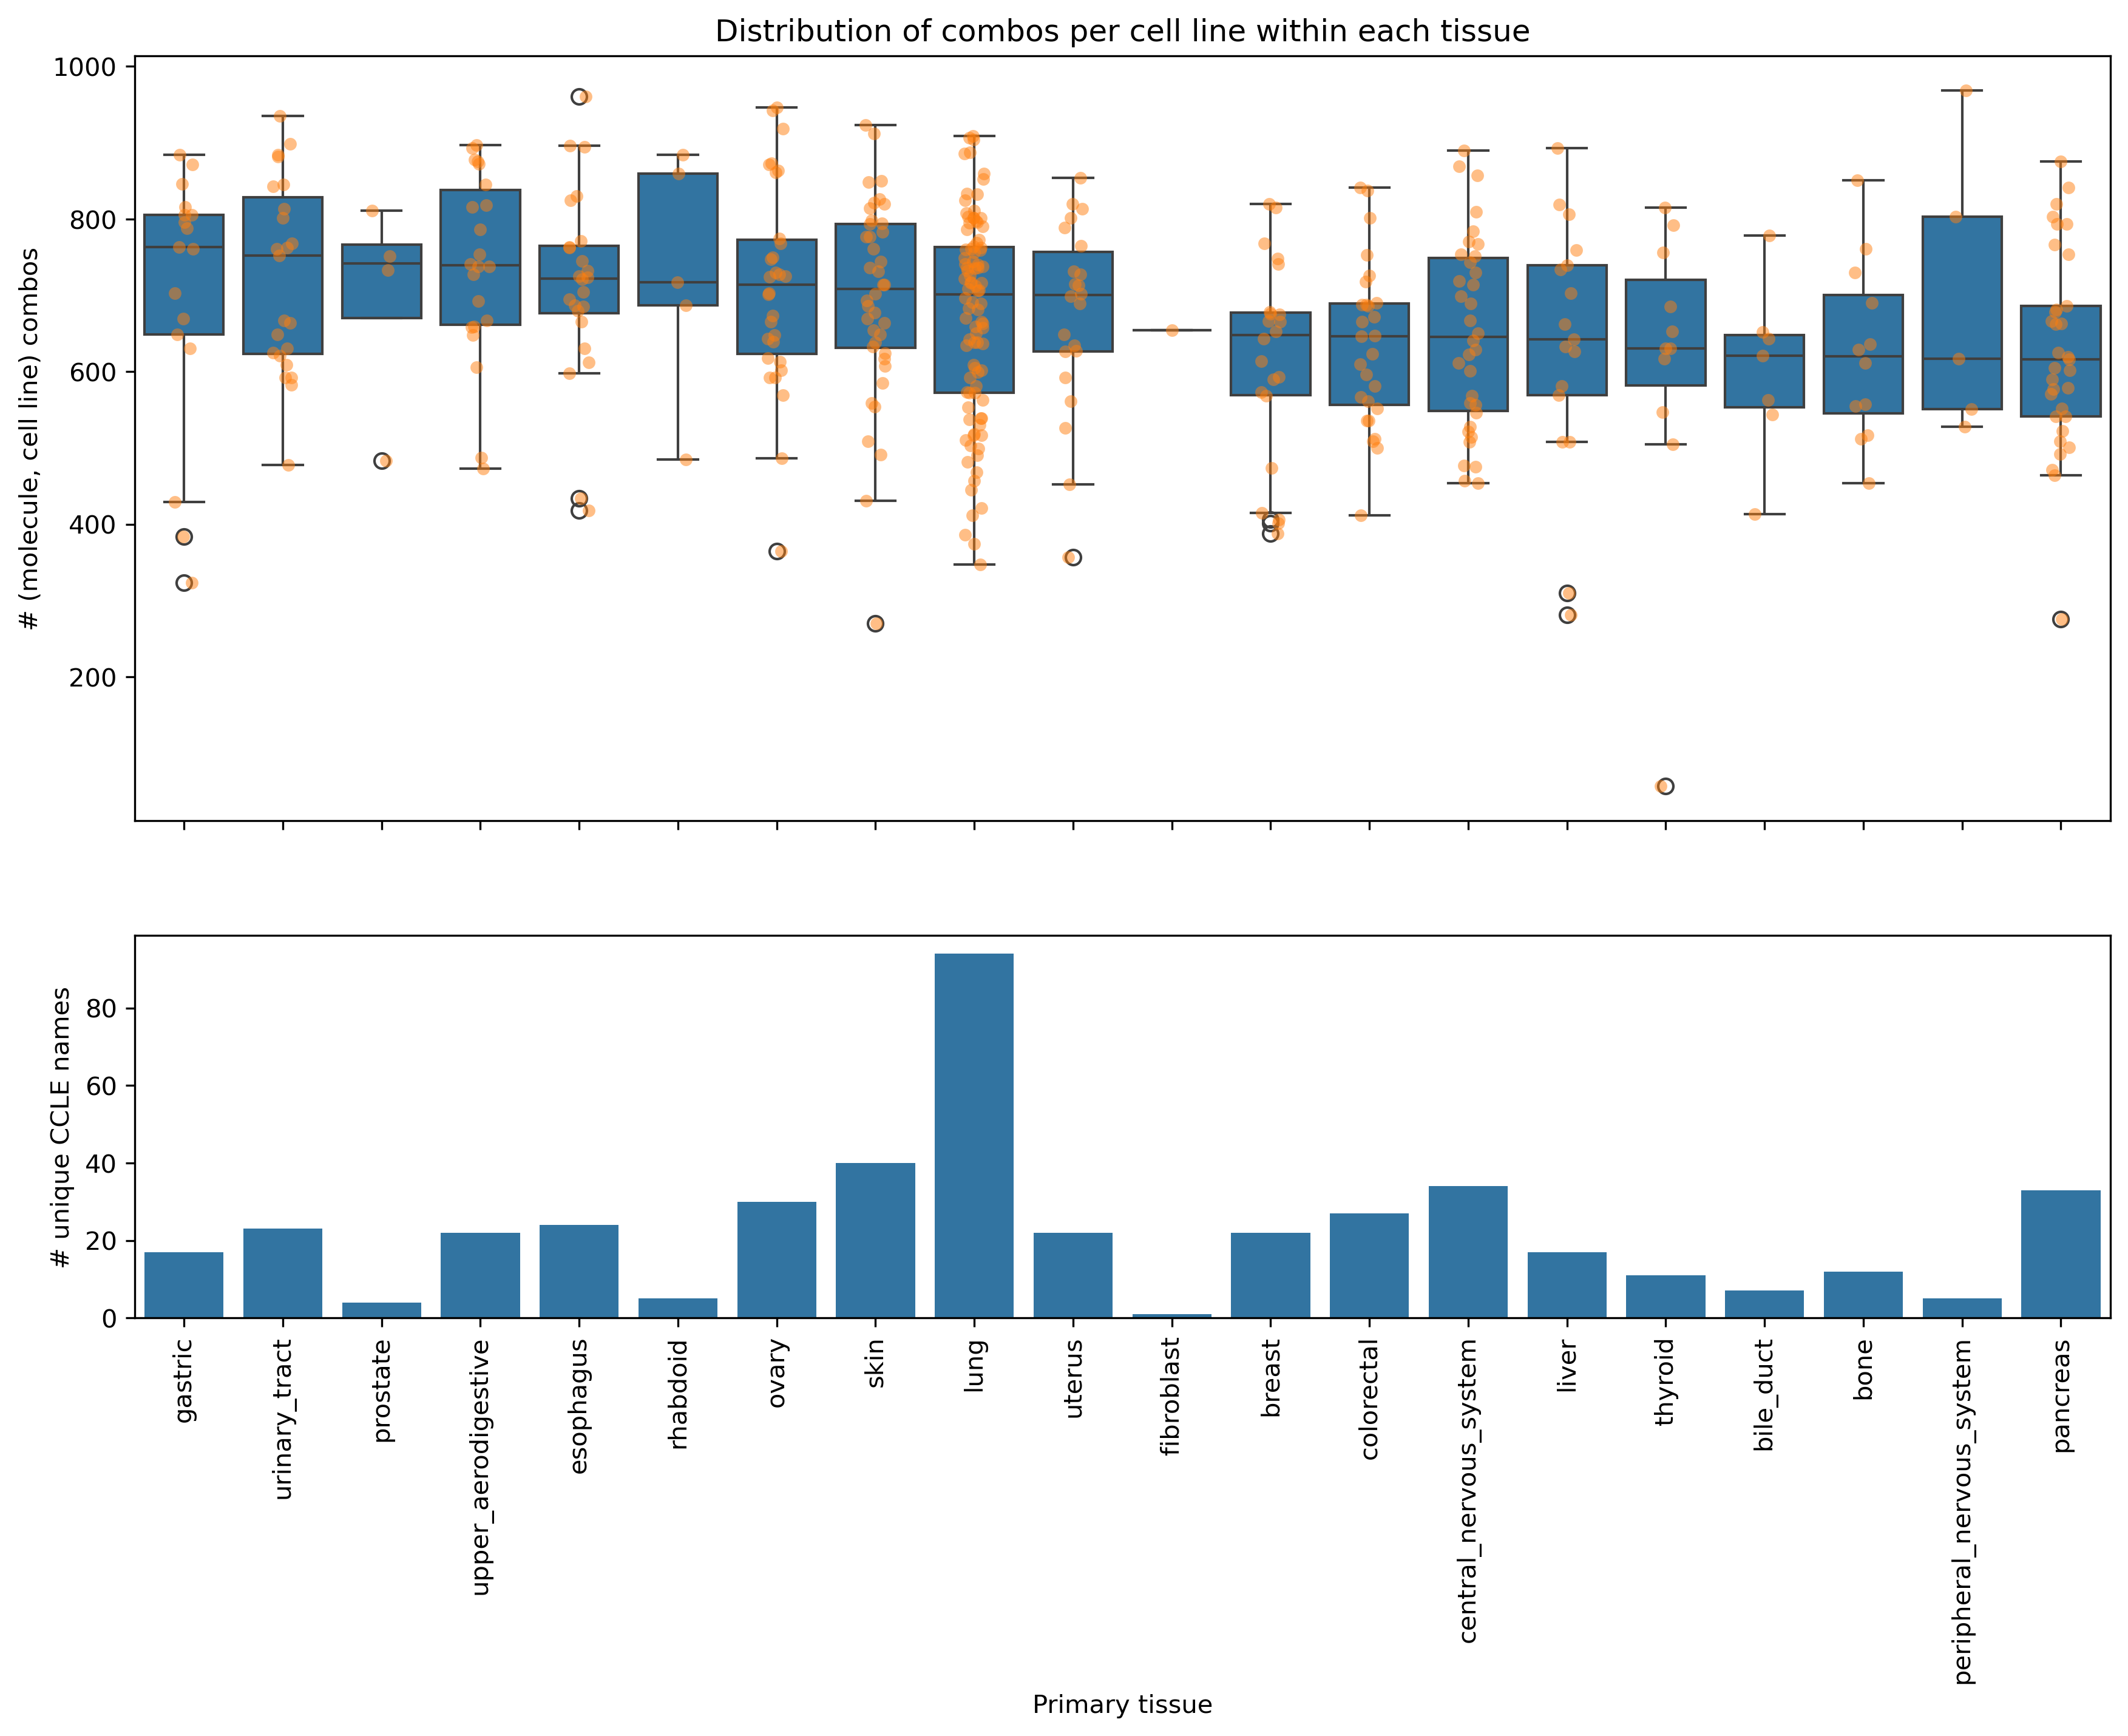 Distribution of combos per cell line within each tissue
# (molecule, cell line) combos
1000
800
600
400
200
# unique CCLE names
80
60
40
20
0
gastric
urinary_tract
prostate
upper_aerodigestive
esophagus
rhabdoid
ovary
skin
lung
uterus
fibroblast
breast
colorectal
central_nervous_system
liver
thyroid
bile_duct
bone
peripheral_nervous_system
pancreas
Primary tissue